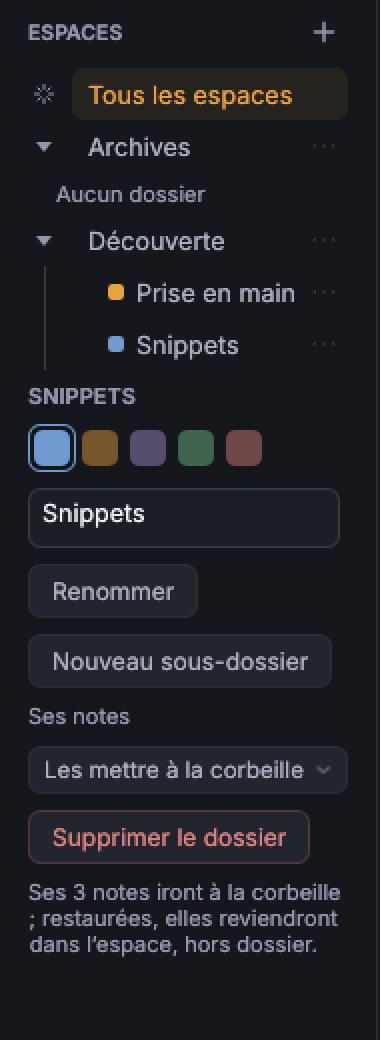 ESPACES
Tous les espaces
Archives
Aucun dossier
Découverte
Prise en main
Snippets
SNIPPETS
Snippets
Renommer
Nouveau sous-dossier
Ses notes
Les mettre à la corbeille
Supprimer le dossier
Ses 3 notes iront à la corbeille
; restaurées, elles reviendront
dans l’espace, hors dossier.